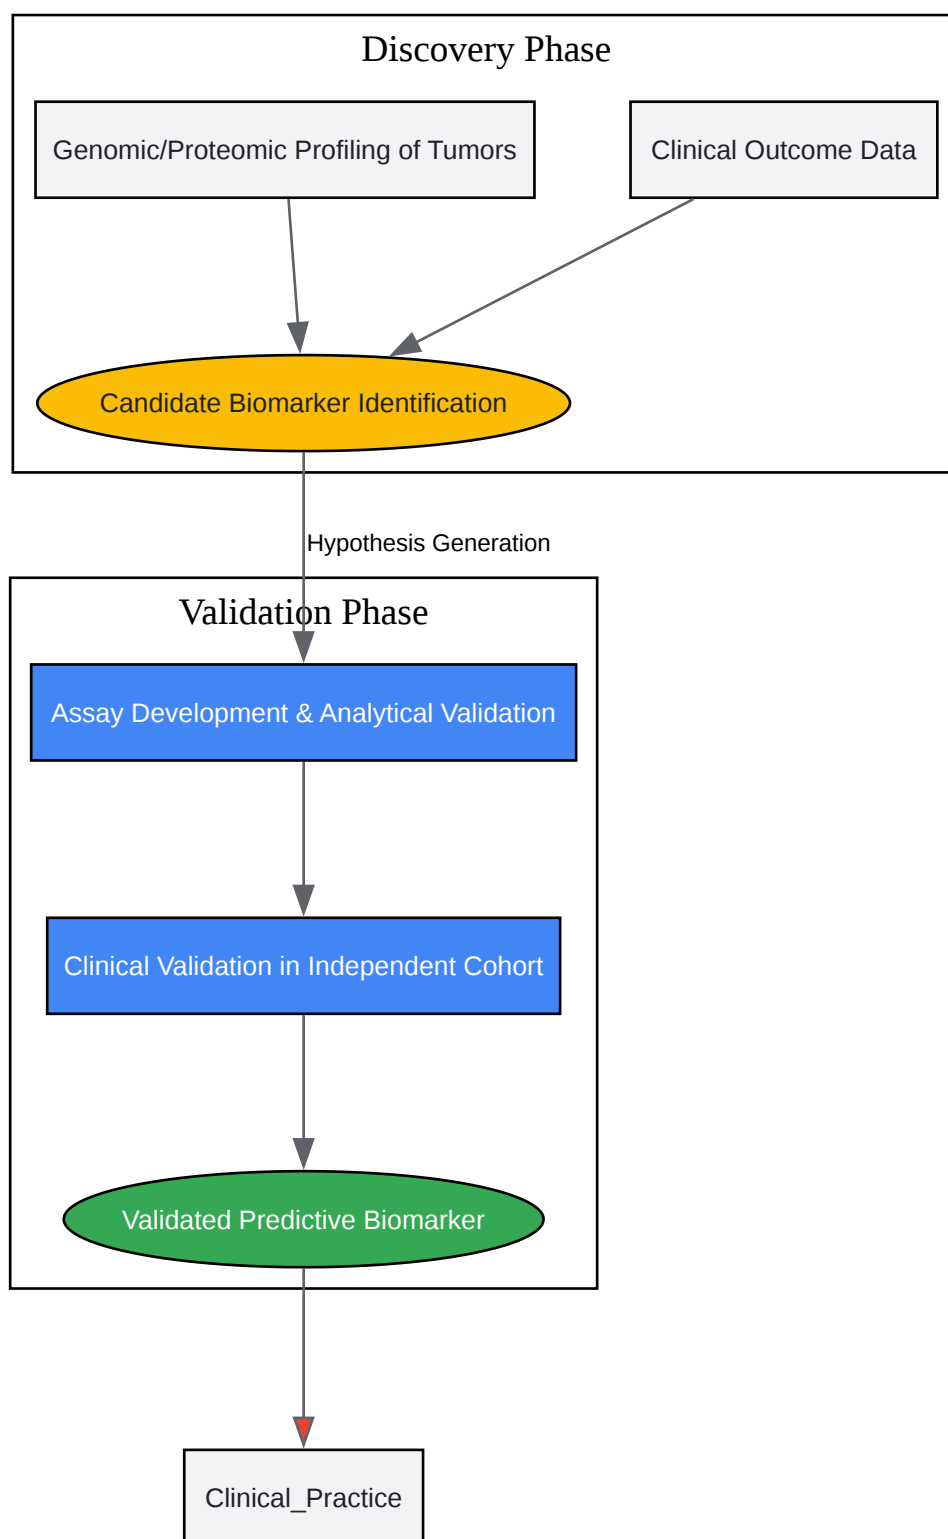 Discovery Phase
Genomic/Proteomic Profiling of Tumors
Clinical Outcome Data
Candidate Biomarker Identification
Hypothesis Generation
Validation Phase
Assay Development & Analytical Validation
Clinical Validation in Independent Cohort
Validated Predictive Biomarker
Clinical_Practice